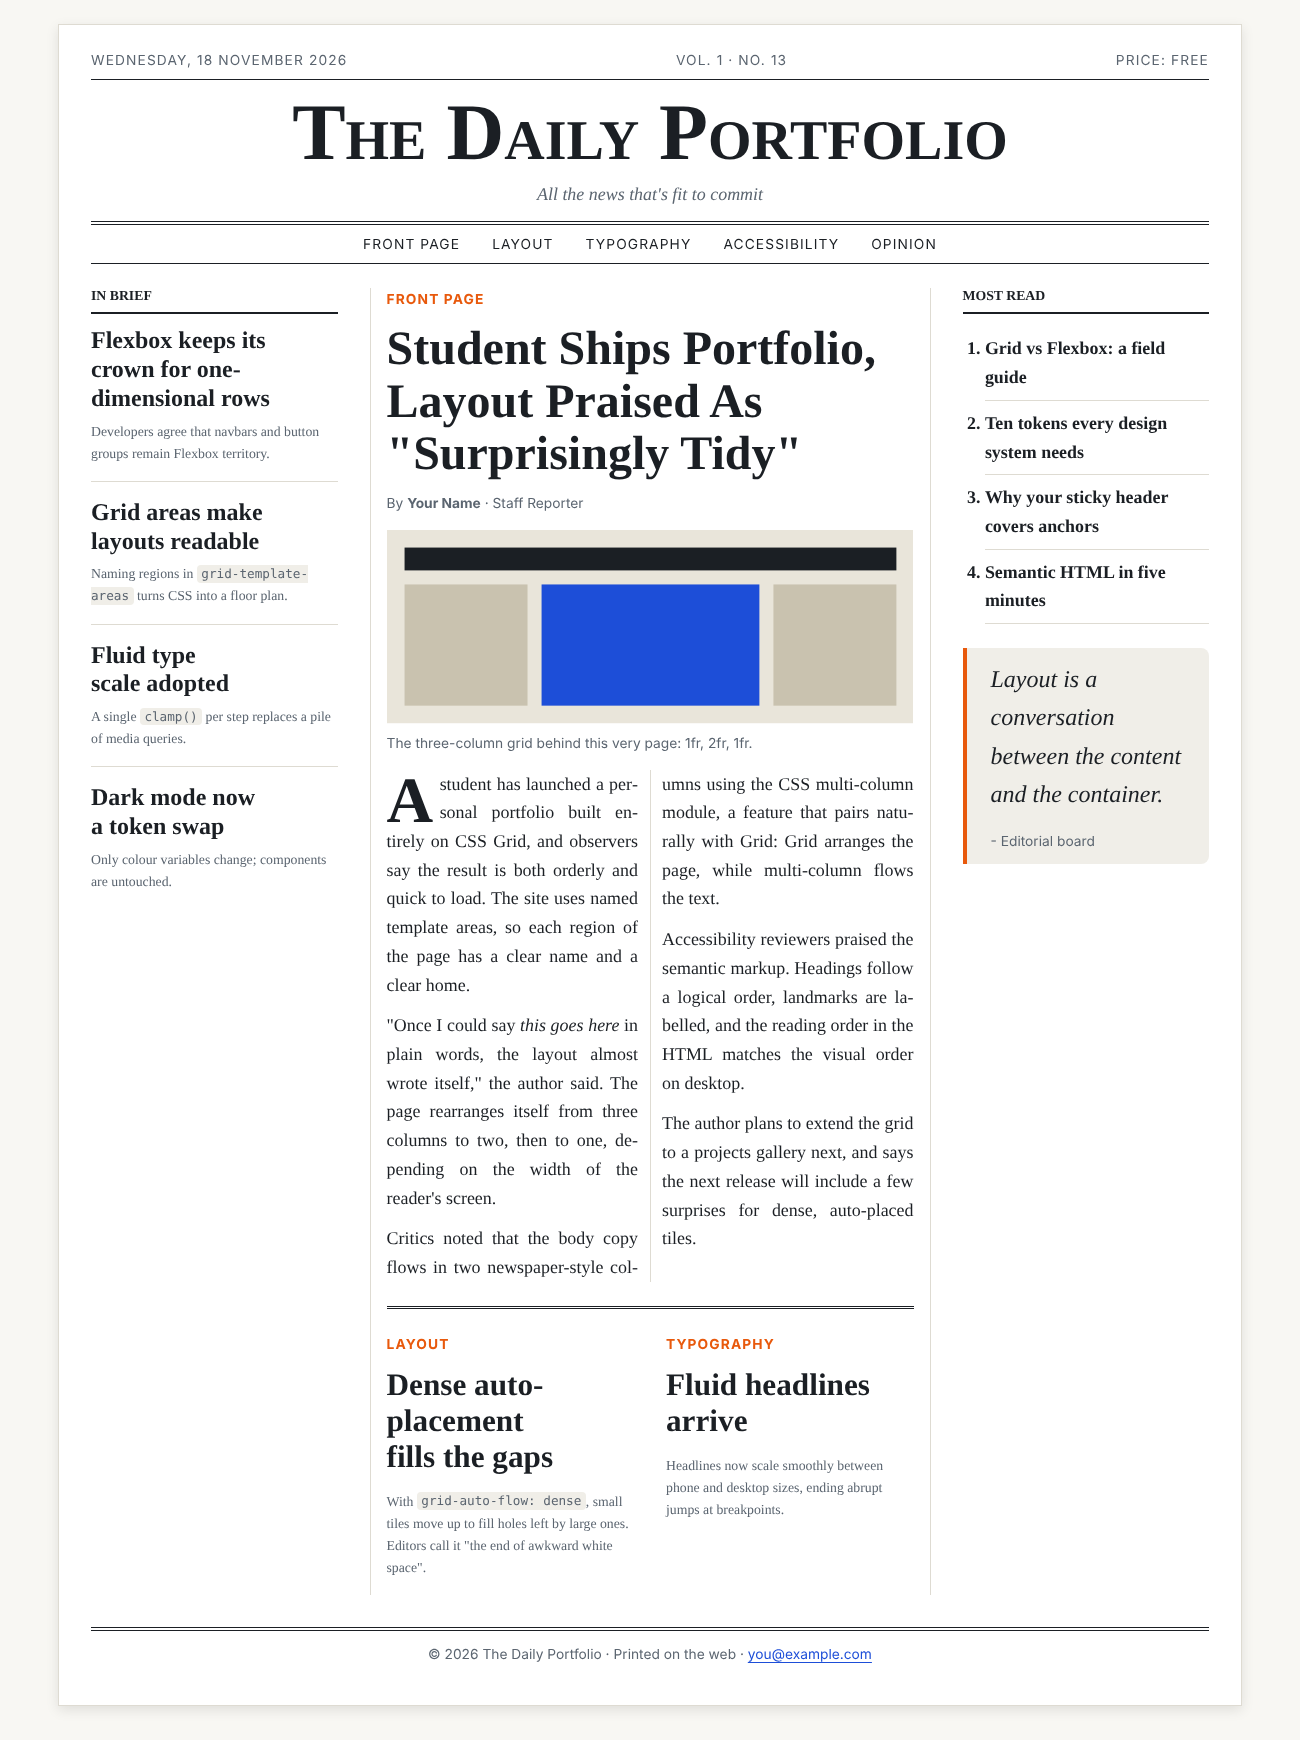 WEDNESDAY, 18 NOVEMBER 2026
VOL. 1 · NO. 13
PRICE: FREE
THE DAILY PORTFOLIO
All the news that's fit to commit
FRONT PAGE
LAYOUT
TYPOGRAPHY
ACCESSIBILITY
OPINION
IN BRIEF
Flexbox keeps its
crown for one-
dimensional rows
Developers agree that navbars and button
groups remain Flexbox territory.
Grid areas make
layouts readable
Naming regions in grid-template-
areas turns CSS into a floor plan.
Fluid type
scale adopted
A single clamp() per step replaces a pile
of media queries.
Dark mode now
a token swap
Only colour variables change; components
are untouched.
FRONT PAGE
Student Ships Portfolio,
Layout Praised As
"Surprisingly Tidy"
By Your Name · Staff Reporter
The three-column grid behind this very page: 1fr, 2fr, 1fr.
A student has launched a per-
sonal portfolio built en-
tirely on CSS Grid, and observers
say the result is both orderly and
quick to load. The site uses named
template areas, so each region of
the page has a clear name and a
clear home.
"Once I could say this goes here in
plain words, the layout almost
wrote itself," the author said. The
page rearranges itself from three
columns to two, then to one, de-
pending on the width of the
reader's screen.
Critics noted that the body copy
flows in two newspaper-style col-
umns using the CSS multi-column
module, a feature that pairs natu-
rally with Grid: Grid arranges the
page, while multi-column flows
the text.
Accessibility reviewers praised the
semantic markup. Headings follow
a logical order, landmarks are la-
belled, and the reading order in the
HTML matches the visual order
on desktop.
The author plans to extend the grid
to a projects gallery next, and says
the next release will include a few
surprises for dense, auto-placed
tiles.
LAYOUT
Dense auto-
placement
fills the gaps
With grid-auto-flow: dense, small
tiles move up to fill holes left by large ones.
Editors call it "the end of awkward white
space".
TYPOGRAPHY
Fluid headlines
arrive
Headlines now scale smoothly between
phone and desktop sizes, ending abrupt
jumps at breakpoints.
MOST READ
1. Grid vs Flexbox: a field
guide
2. Ten tokens every design
system needs
3. Why your sticky header
covers anchors
4. Semantic HTML in five
minutes
Layout is a
conversation
between the content
and the container.
- Editorial board
© 2026 The Daily Portfolio · Printed on the web · you@example.com